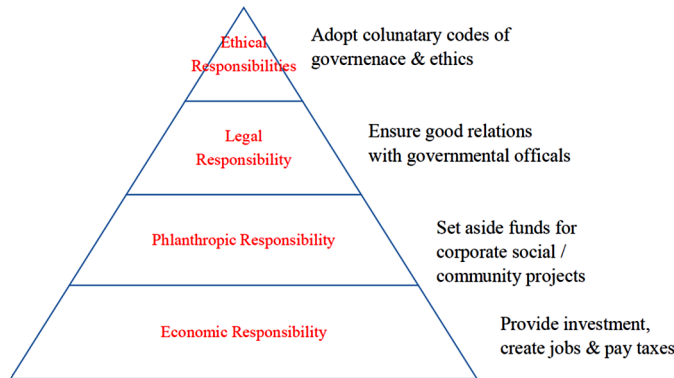 Ethical
Responsibilities
Adopt colunatary codes of
governenace & ethics
Legal
Responsibility
Ensure good relations
with governmental officals
Phlanthropic Responsibility
Set aside funds for
corporate social /
community projects
Economic Responsibility
Provide investment,
create jobs & pay taxes